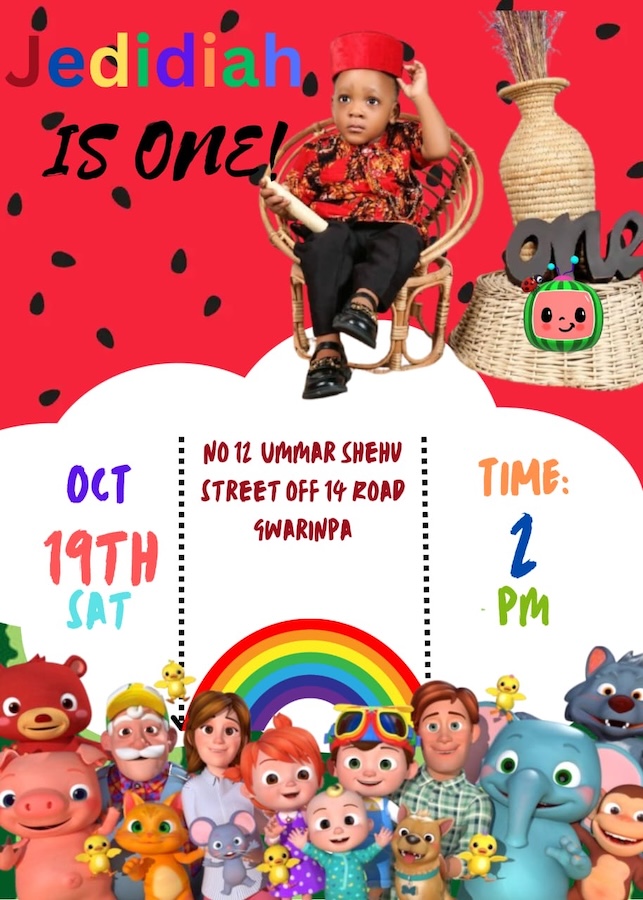 Jedidiah
IS ONE!
one
OCT
19TH
SAT
NO 12 UMMAR SHEHU
STREET OFF 14 ROAD
GWARINPA
TIME:
2
PM